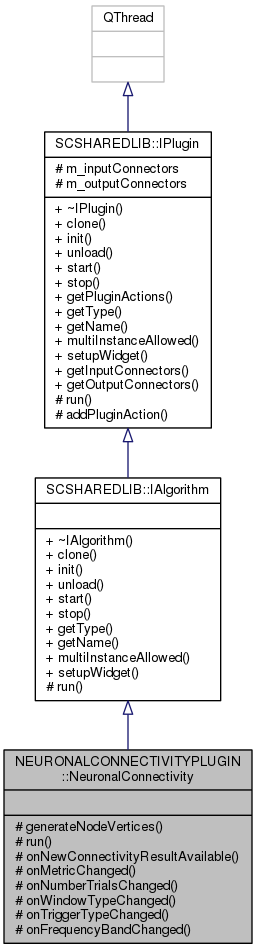 QThread
SCSHAREDLIB::IPlugin
# m_inputConnectors
# m_outputConnectors
+ ~IPlugin()
+ clone()
+ init()
+ unload()
+ start()
+ stop()
+ getPluginActions()
+ getType()
+ getName()
+ multiInstanceAllowed()
+ setupWidget()
+ getInputConnectors()
+ getOutputConnectors()
# run()
# addPluginAction()
SCSHAREDLIB::IAlgorithm
+ ~IAlgorithm()
+ clone()
+ init()
+ unload()
+ start()
+ stop()
+ getType()
+ getName()
+ multiInstanceAllowed()
+ setupWidget()
# run()
NEURONALCONNECTIVITYPLUGIN
::NeuronalConnectivity
# generateNodeVertices()
# run()
# onNewConnectivityResultAvailable()
# onMetricChanged()
# onNumberTrialsChanged()
# onWindowTypeChanged()
# onTriggerTypeChanged()
# onFrequencyBandChanged()